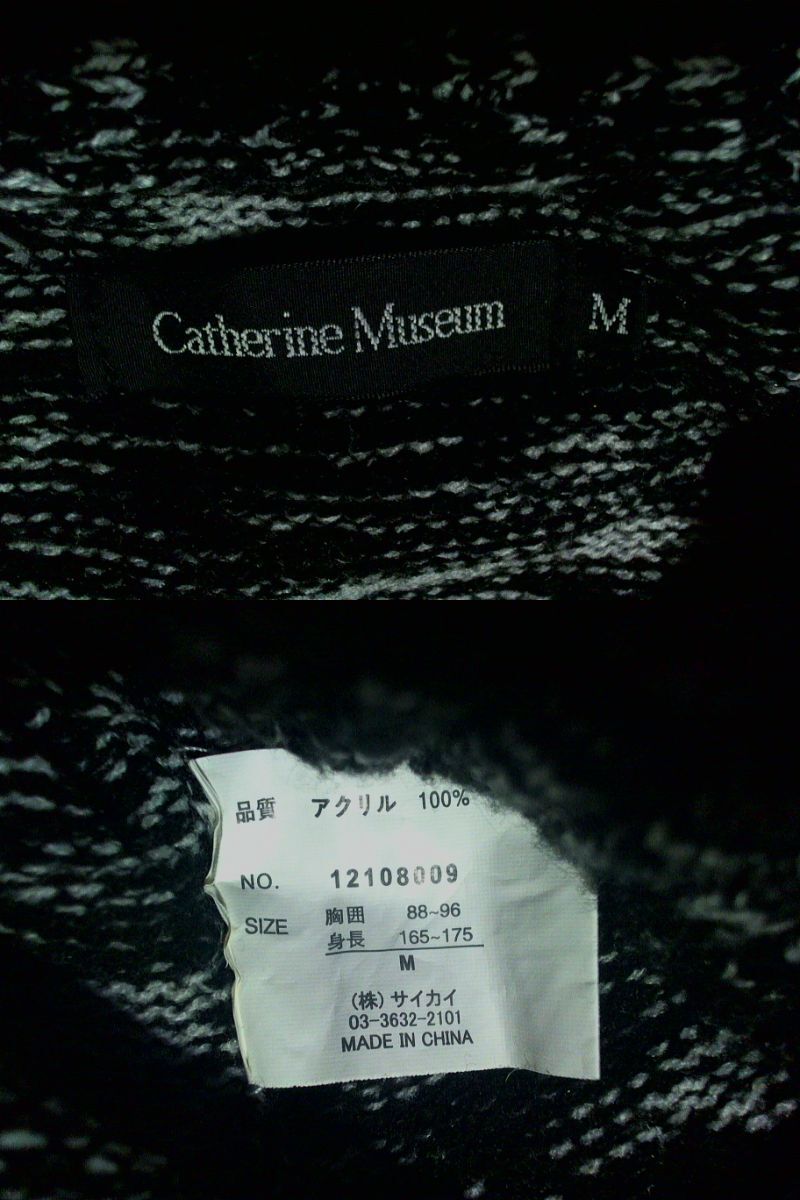 Catherine Museum M
品質 アクリル 100%
NO. 12108009
SIZE 胸囲 88~96
身長 165~175
M
(株) サイカイ
03-3632-2101
MADE IN CHINA